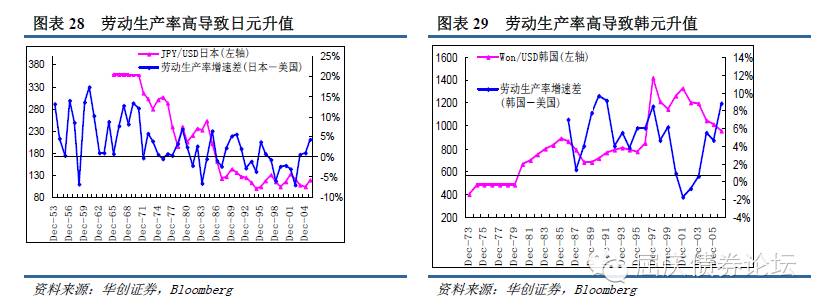 图表 28 劳动生产率高导致日元升值
JPY/USD日本(左轴)
劳动生产率增速差(日本-美国)
380
330
280
230
180
130
80
25%
20%
15%
10%
5%
0%
-5%
-10%
Dec-53
Dec-56
Dec-59
Dec-62
Dec-65
Dec-68
Dec-71
Dec-74
Dec-77
Dec-80
Dec-83
Dec-86
Dec-89
Dec-92
Dec-95
Dec-98
Dec-01
Dec-04
资料来源：华创证券，Bloomberg
图表 29 劳动生产率高导致韩元升值
Won/USD韩国(左轴)
劳动生产率增速差
(韩国-美国)
1600
1400
1200
1000
800
600
400
200
14%
12%
10%
8%
6%
4%
2%
0%
-2%
-4%
Dec-73
Dec-75
Dec-77
Dec-79
Dec-81
Dec-83
Dec-85
Dec-87
Dec-89
Dec-91
Dec-93
Dec-95
Dec-97
Dec-99
Dec-01
Dec-03
Dec-05
资料来源：华创证券，Bloomberg
屈庆债券论坛